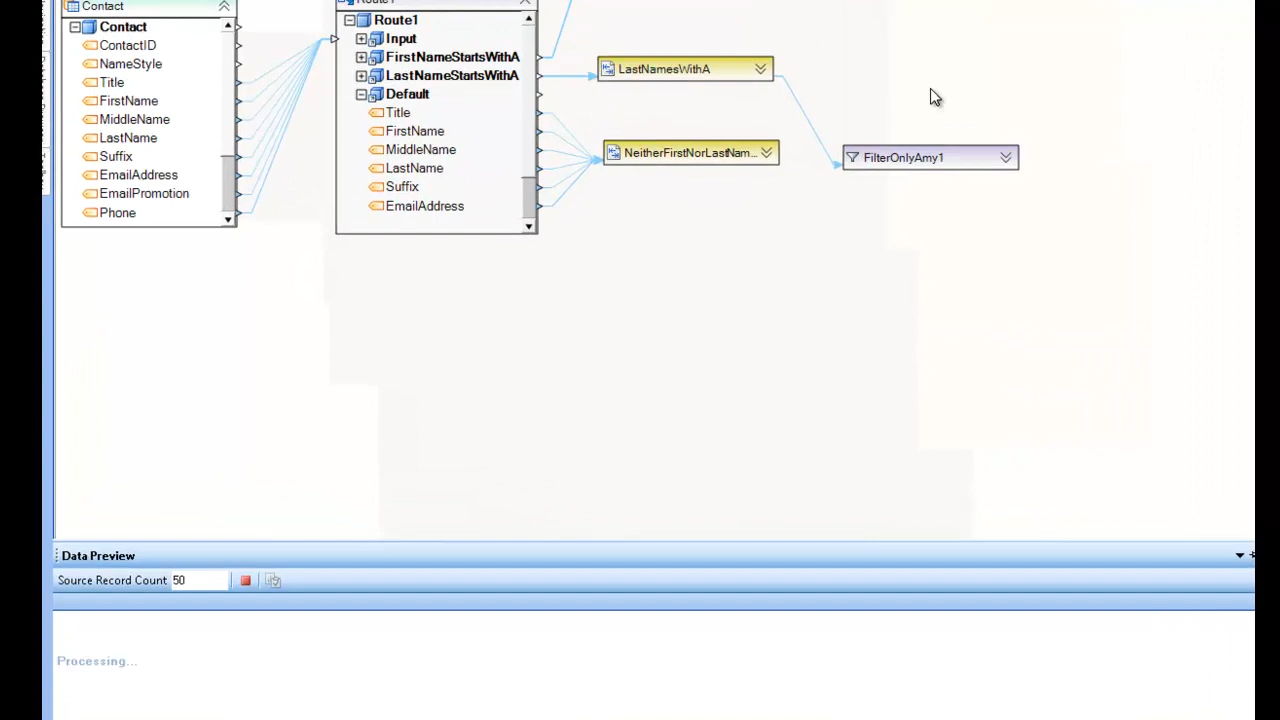 Contact
Contact
ContactID
NameStyle
Title
FirstName
MiddleName
LastName
Suffix
EmailAddress
EmailPromotion
Phone
Route1
Route1
Input
FirstNameStartsWithA
LastNameStartsWithA
Default
Title
FirstName
MiddleName
LastName
Suffix
EmailAddress
LastNamesWithA
NeitherFirstNorLastNam...
FilterOnlyAmy1
Data Preview
Source Record Count 50
Processing...